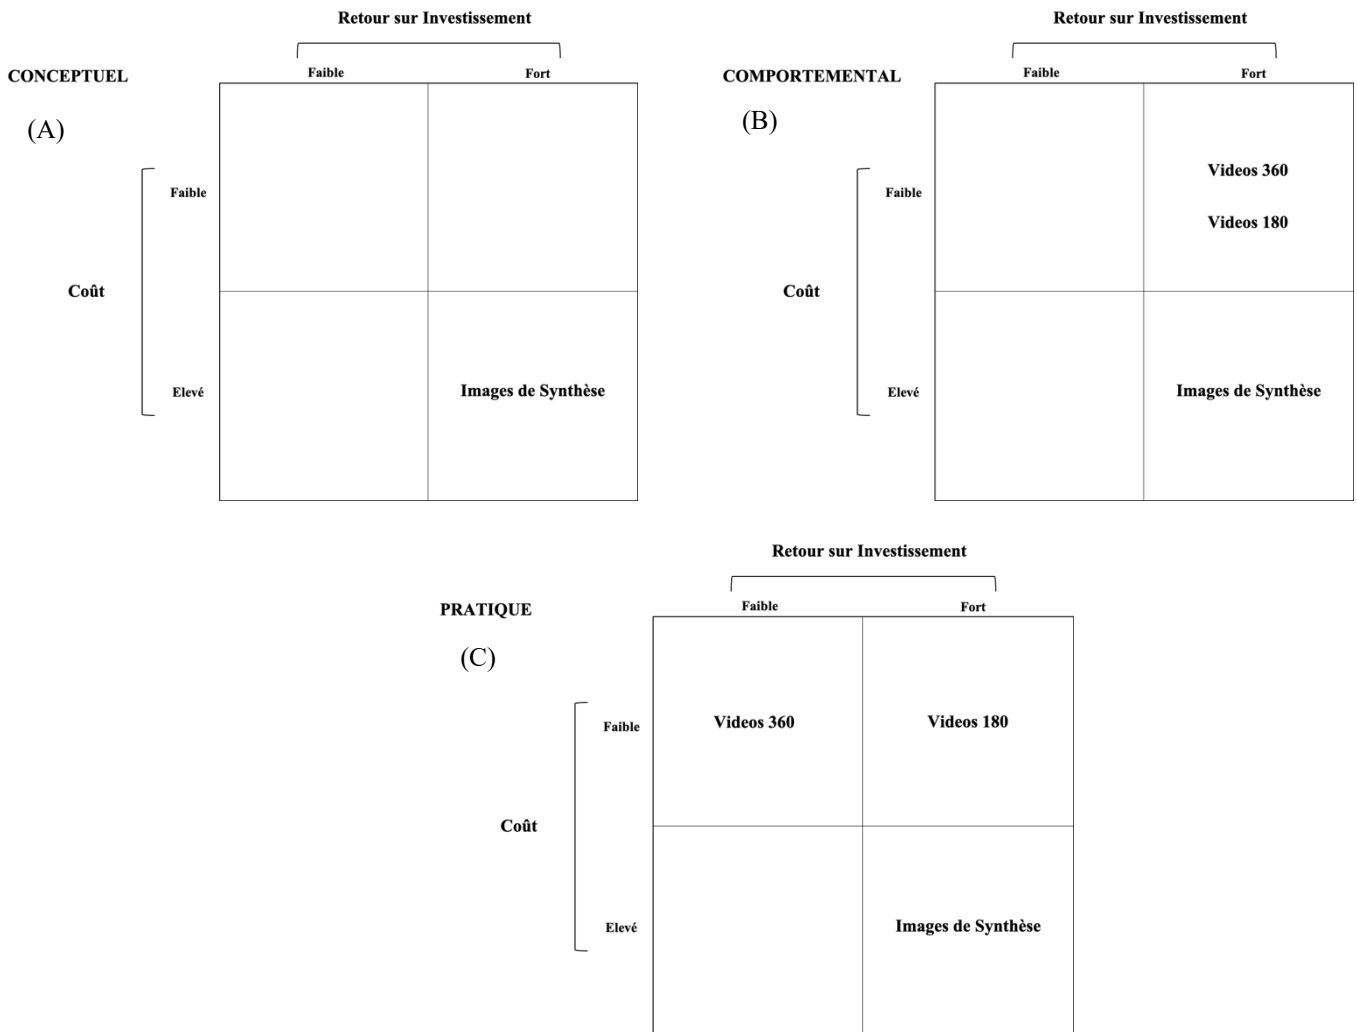 Retour sur Investissement
Faible Fort
CONCEPTUEL
(A)
Faible
Coût
Elevé
Images de Synthèse
Retour sur Investissement
Faible Fort
COMPORTEMENTAL
(B)
Videos 360
Faible
Videos 180
Coût
Elevé
Images de Synthèse
Retour sur Investissement
Faible Fort
PRATIQUE
(C)
Faible
Videos 360 Videos 180
Coût
Elevé
Images de Synthèse